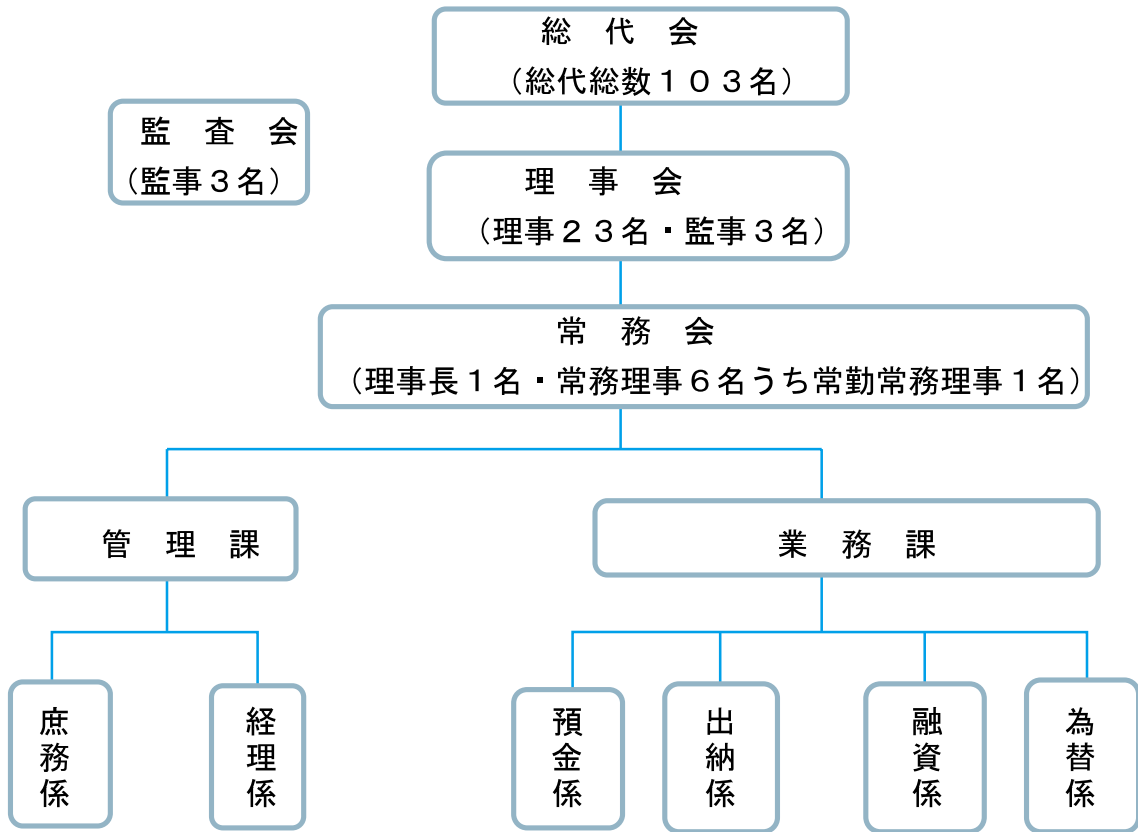 総　代　会
（総代総数１０３名）
監　査　会
（監事３名）
理　事　会
（理事２３名・監事３名）
常　務　会
（理事長１名・常務理事６名うち常勤常務理事１名）
管　理　課
業　務　課
庶務係
経理係
預金係
出納係
融資係
為替係